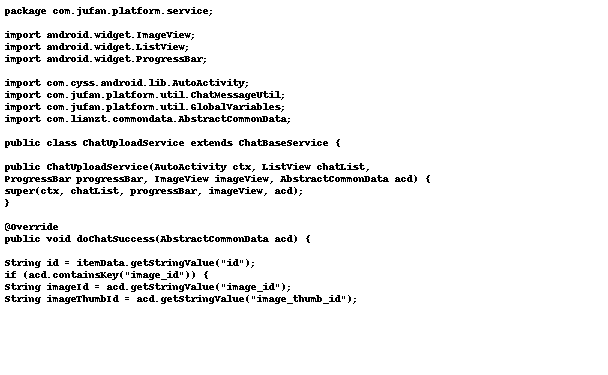 package com.jufan.platform.service;
import android.widget.ImageView;
import android.widget.ListView;
import android.widget.ProgressBar;
import com.cyss.android.lib.AutoActivity;
import com.jufan.platform.util.ChatMessageUtil;
import com.jufan.platform.util.GlobalVariables;
import com.lianzt.commondata.AbstractCommonData;
public class ChatUploadService extends ChatBaseService {
public ChatUploadService(AutoActivity ctx, ListView chatList,
ProgressBar progressBar, ImageView imageView, AbstractCommonData acd) {
super(ctx, chatList, progressBar, imageView, acd);
}
@Override
public void doChatSuccess(AbstractCommonData acd) {
String id = itemData.getStringValue("id");
if (acd.containsKey("image_id")) {
String imageId = acd.getStringValue("image_id");
String imageThumbId = acd.getStringValue("image_thumb_id");